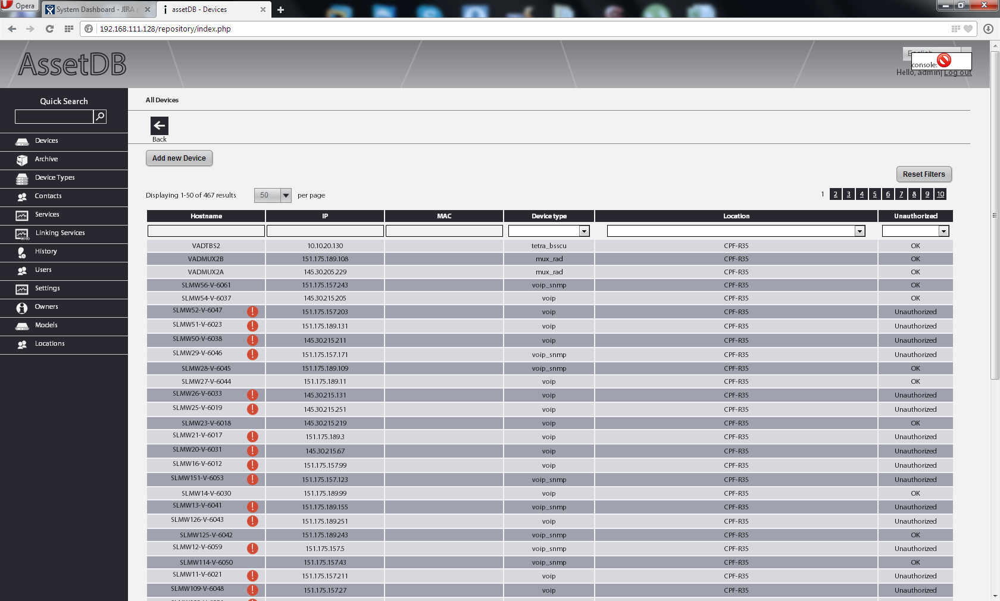 Opera
System Dashboard - JIRA p
assetDB - Devices
192.168.111.128/repository/index.php
AssetDB
console:
Hello, admin| Log out
Quick Search
Devices
Archive
Device Types
Contacts
Services
Linking Services
History
Users
Settings
Owners
Models
Locations
All Devices
Back
Add new Device
Reset Filters
Displaying 1-50 of 467 results 50 per page
1 2 3 4 5 6 7 8 9 10
Hostname IP MAC Device type Location Unauthorized
VADTBS2 10.10.20.130 tetra_bsscu CPF-R35 OK
VADMUX2B 151.175.189.108 mux_rad CPF-R35 OK
VADMUX2A 145.30.205.229 mux_rad CPF-R35 OK
SLMW56-V-6061 151.175.157.243 voip_snmp CPF-R35 OK
SLMW54-V-6037 145.30.215.205 voip CPF-R35 OK
SLMW52-V-6047 151.175.157.203 voip CPF-R35 Unauthorized
SLMW51-V-6023 151.175.189.131 voip CPF-R35 Unauthorized
SLMW50-V-6038 145.30.215.211 voip CPF-R35 Unauthorized
SLMW29-V-6046 151.175.157.171 voip_snmp CPF-R35 Unauthorized
SLMW28-V-6045 151.175.189.109 voip_snmp CPF-R35 OK
SLMW27-V-6044 151.175.189.11 voip CPF-R35 OK
SLMW26-V-6033 145.30.215.131 voip CPF-R35 Unauthorized
SLMW25-V-6019 145.30.215.251 voip CPF-R35 Unauthorized
SLMW23-V-6018 145.30.215.219 voip CPF-R35 OK
SLMW21-V-6017 151.175.189.3 voip CPF-R35 Unauthorized
SLMW20-V-6031 145.30.215.67 voip CPF-R35 Unauthorized
SLMW16-V-6012 151.175.157.99 voip CPF-R35 Unauthorized
SLMW151-V-6053 151.175.157.123 voip_snmp CPF-R35 Unauthorized
SLMW14-V-6030 151.175.189.99 voip CPF-R35 OK
SLMW13-V-6041 151.175.189.155 voip_snmp CPF-R35 Unauthorized
SLMW126-V-6043 151.175.189.251 voip CPF-R35 Unauthorized
SLMW125-V-6042 151.175.189.243 voip_snmp CPF-R35 OK
SLMW12-V-6059 151.175.157.5 voip_snmp CPF-R35 Unauthorized
SLMW114-V-6050 151.175.157.43 voip_snmp CPF-R35 OK
SLMW11-V-6021 151.175.157.211 voip CPF-R35 Unauthorized
SLMW109-V-6048 151.175.157.27 voip CPF-R35 Unauthorized